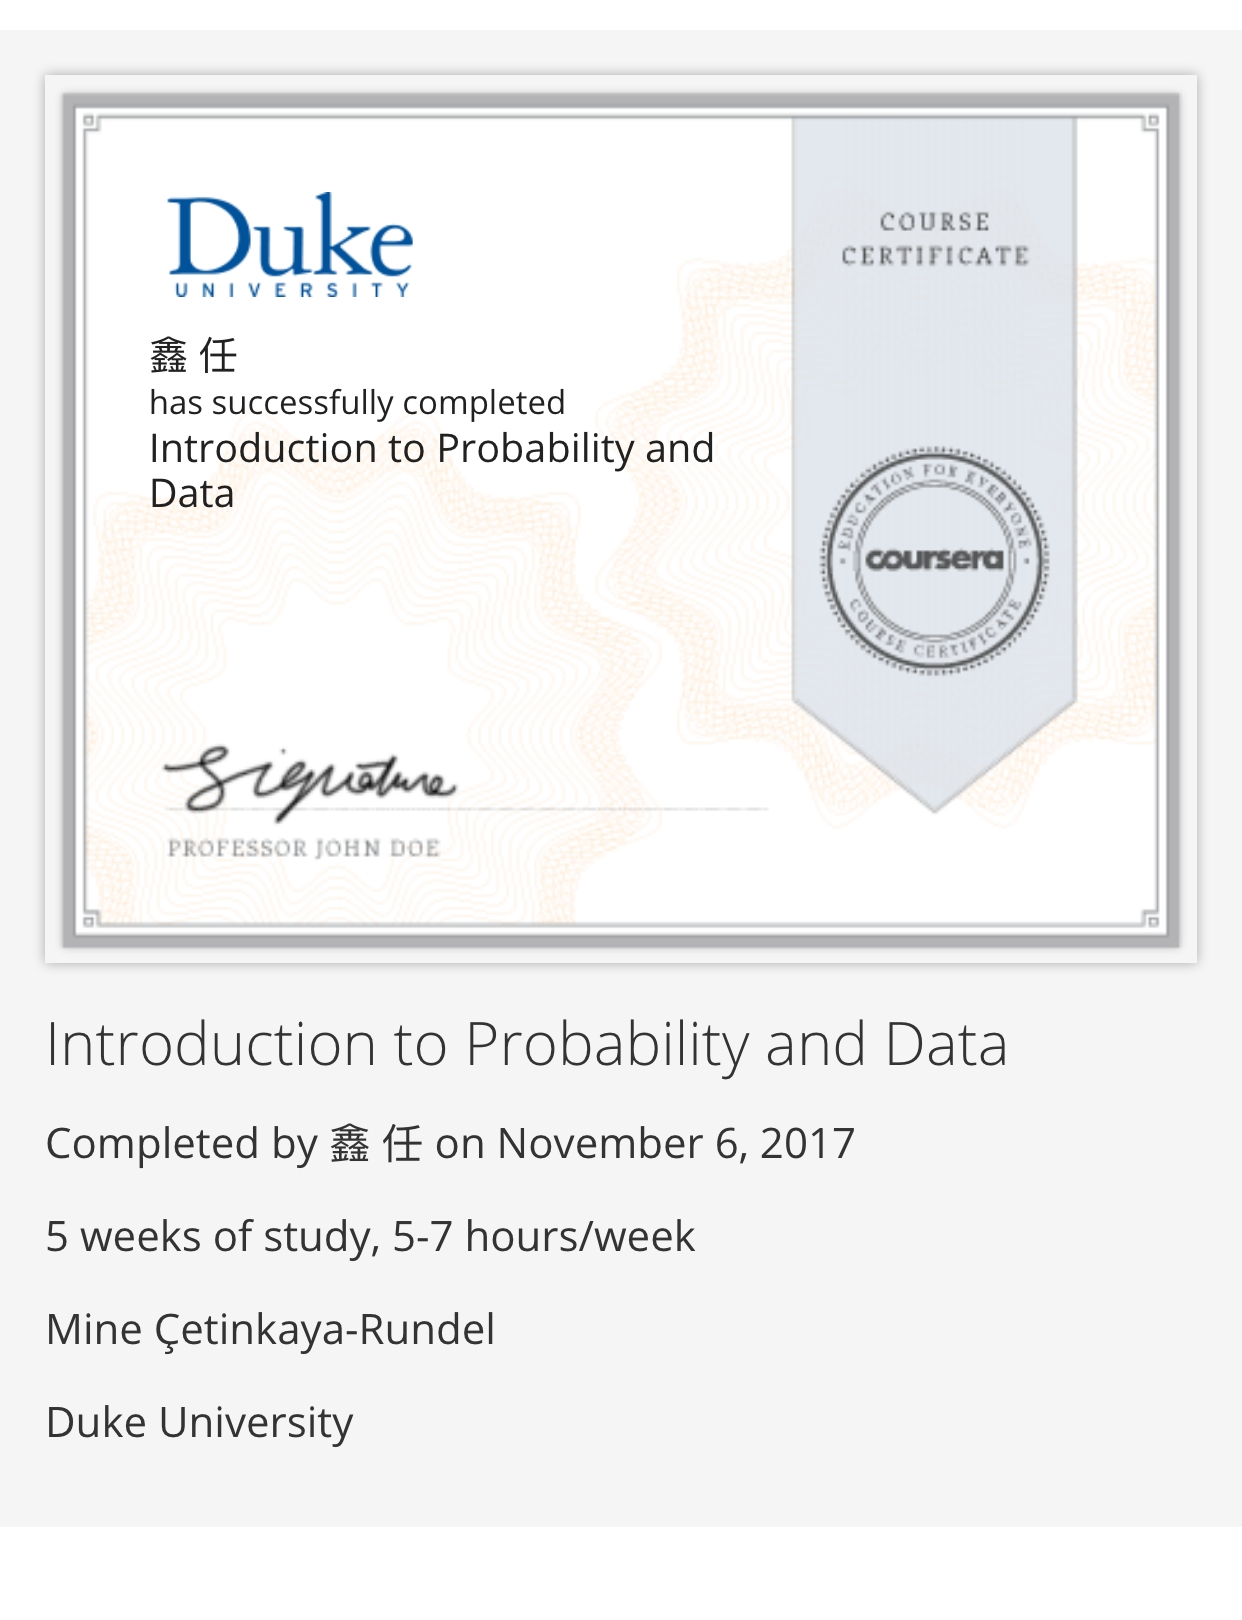 Duke
UNIVERSITY
鑫 任
has successfully completed
Introduction to Probability and
Data
COURSE
CERTIFICATE
EDUCATION FOR EVERYONE
coursera
COURSE CERTIFICATE
Signature
PROFESSOR JOHN DOE
Introduction to Probability and Data
Completed by 鑫 任 on November 6, 2017
5 weeks of study, 5-7 hours/week
Mine Çetinkaya-Rundel
Duke University